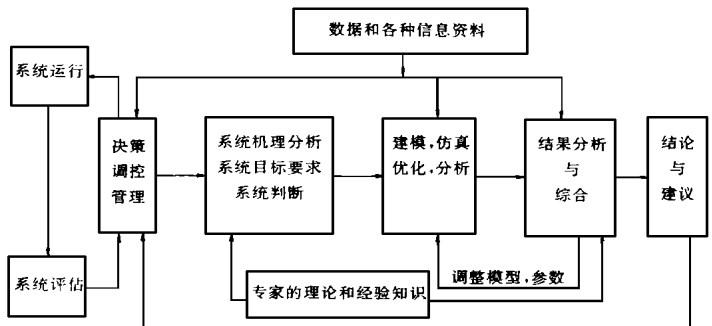 数据和各种信息资料
系统运行
决策
调控
管理
系统机理分析
系统目标要求
系统判断
建模,仿真
优化,分析
结果分析
与
综合
结论
与
建议
系统评估
专家的理论和经验知识
调整模型,参数